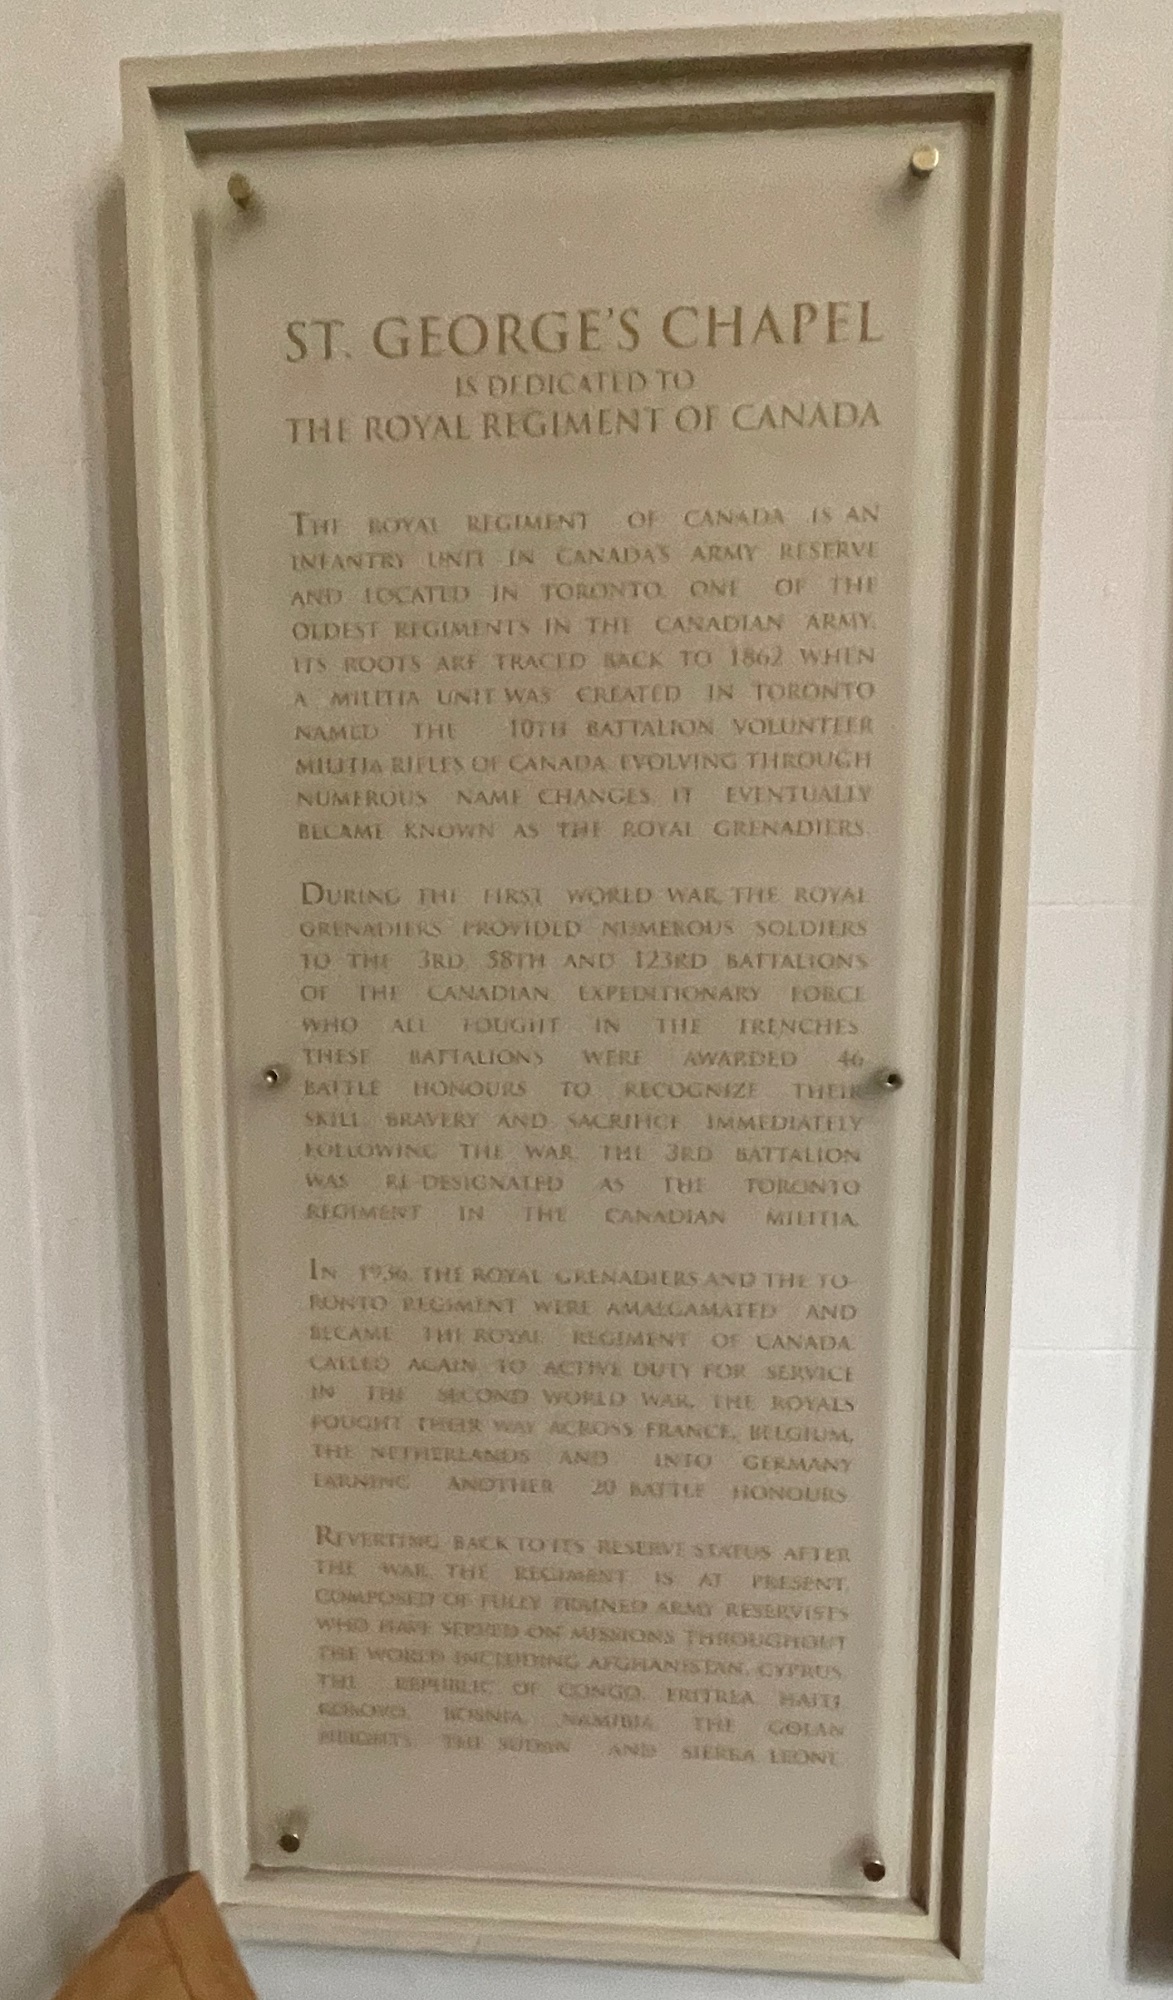 ST. GEORGE'S CHAPEL
IS DEDICATED TO
THE ROYAL REGIMENT OF CANADA
THE ROYAL REGIMENT OF CANADA IS AN
INFANTRY UNIT IN CANADA'S ARMY RESERVE
AND LOCATED IN TORONTO. ONE OF THE
OLDEST REGIMENTS IN THE CANADIAN ARMY,
ITS ROOTS ARE TRACED BACK TO 1862 WHEN
A MILITIA UNIT WAS CREATED IN TORONTO
NAMED THE 10TH BATTALION VOLUNTEER
MILITIA RIFLES OF CANADA. EVOLVING THROUGH
NUMEROUS NAME CHANGES, IT EVENTUALLY
BECAME KNOWN AS THE ROYAL GRENADIERS.
DURING THE FIRST WORLD WAR, THE ROYAL
GRENADIERS PROVIDED NUMEROUS SOLDIERS
TO THE 3RD, 58TH AND 123RD BATTALIONS
OF THE CANADIAN EXPEDITIONARY FORCE
WHO ALL FOUGHT IN THE TRENCHES.
THESE BATTALIONS WERE AWARDED 46
BATTLE HONOURS TO RECOGNIZE THEIR
SKILL, BRAVERY AND SACRIFICE. IMMEDIATELY
FOLLOWING THE WAR, THE 3RD BATTALION
WAS RE-DESIGNATED AS THE TORONTO
REGIMENT IN THE CANADIAN MILITIA.
IN 1936, THE ROYAL GRENADIERS AND THE TO-
RONTO REGIMENT WERE AMALGAMATED AND
BECAME THE ROYAL REGIMENT OF CANADA.
CALLED AGAIN TO ACTIVE DUTY FOR SERVICE
IN THE SECOND WORLD WAR, THE ROYALS
FOUGHT THEIR WAY ACROSS FRANCE, BELGIUM,
THE NETHERLANDS AND INTO GERMANY
EARNING ANOTHER 20 BATTLE HONOURS.
REVERTING BACK TO ITS RESERVE STATUS AFTER
THE WAR, THE REGIMENT IS AT PRESENT,
COMPOSED OF FULLY TRAINED ARMY RESERVISTS
WHO HAVE SERVED ON MISSIONS THROUGHOUT
THE WORLD INCLUDING AFGHANISTAN, CYPRUS,
THE REPUBLIC OF CONGO, ERITREA, HAITI,
KOSOVO, BOSNIA, NAMIBIA, THE GOLAN
HEIGHTS, THE SUDAN AND SIERRA LEONE.